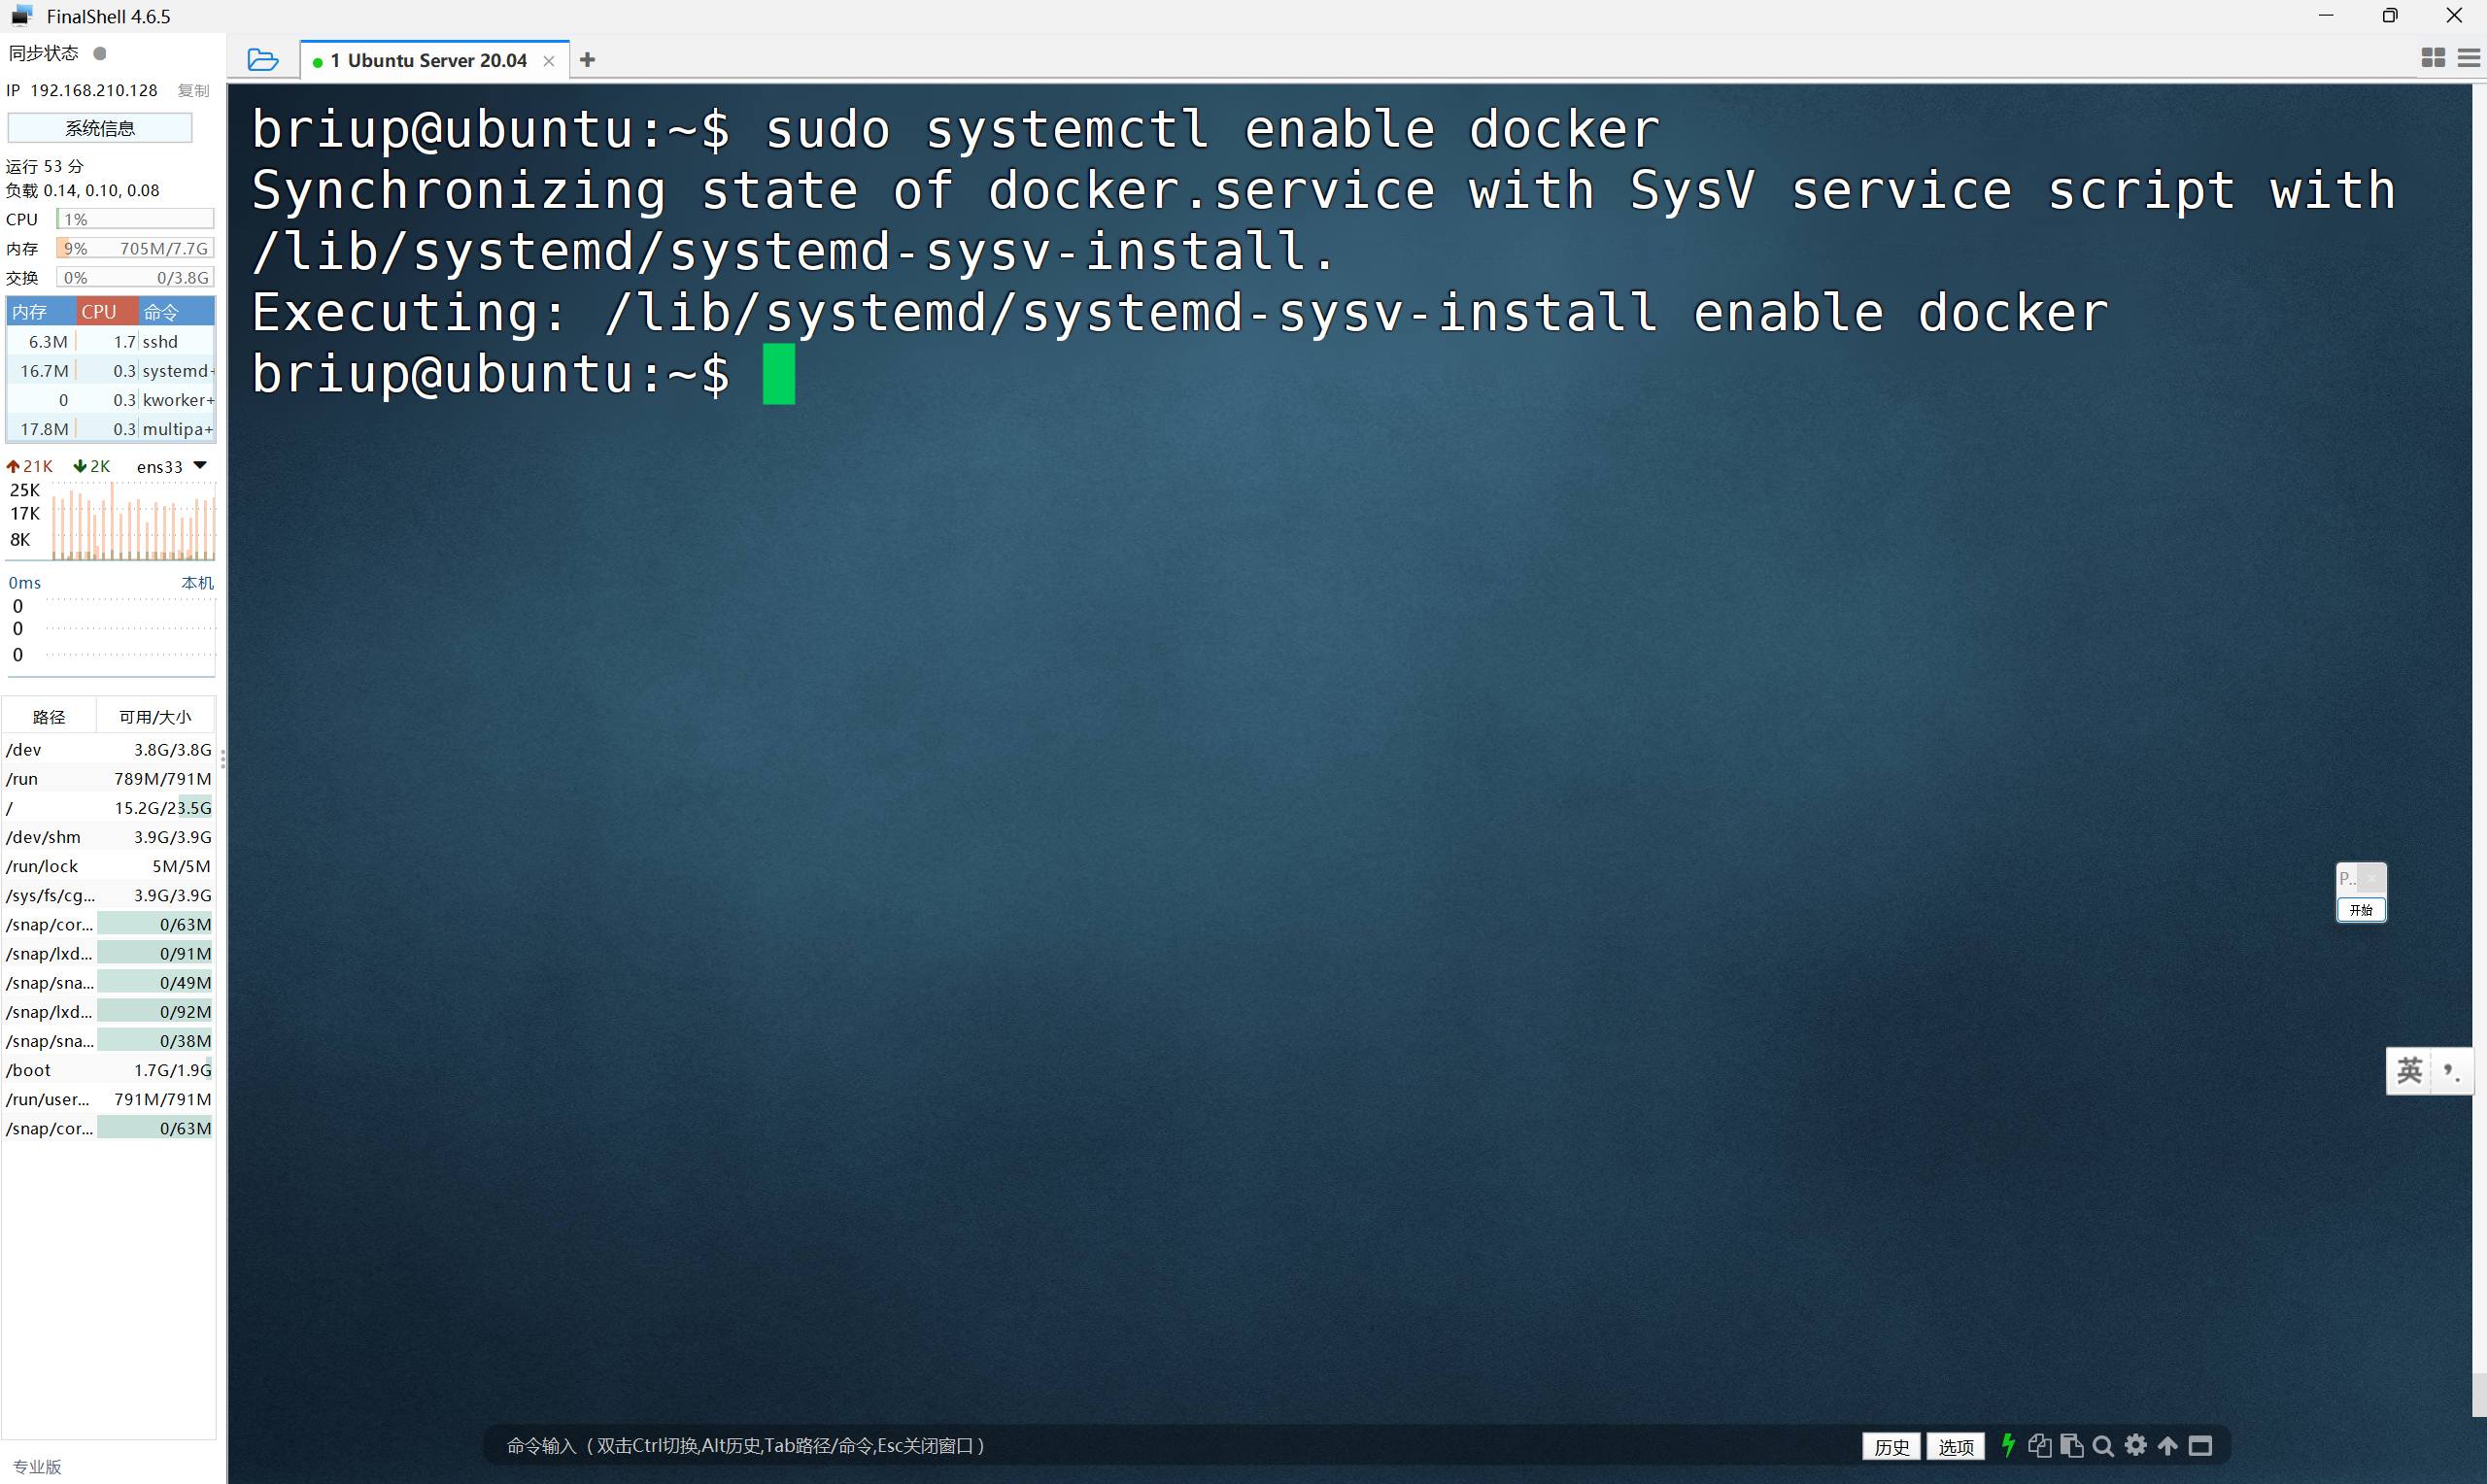 FinalShell 4.6.5
同步状态
IP 192.168.210.128 复制
系统信息
运行 53 分
负载 0.14, 0.10, 0.08
CPU 1%
内存 9% 705M/7.7G
交换 0% 0/3.8G
内存 CPU 命令
6.3M 1.7 sshd
16.7M 0.3 systemd+
0 0.3 kworker+
17.8M 0.3 multipa+
21K 2K ens33
25K
17K
8K
0ms 本机
0
0
0
路径 可用/大小
/dev 3.8G/3.8G
/run 789M/791M
/ 15.2G/23.5G
/dev/shm 3.9G/3.9G
/run/lock 5M/5M
/sys/fs/cg... 3.9G/3.9G
/snap/cor... 0/63M
/snap/lxd... 0/91M
/snap/sna... 0/49M
/snap/lxd... 0/92M
/snap/sna... 0/38M
/boot 1.7G/1.9G
/run/user... 791M/791M
/snap/cor... 0/63M
专业版
1 Ubuntu Server 20.04
briup@ubuntu:~$ sudo systemctl enable docker
Synchronizing state of docker.service with SysV service script with
/lib/systemd/systemd-sysv-install.
Executing: /lib/systemd/systemd-sysv-install enable docker
briup@ubuntu:~$
P...
开始
英 ，.
命令输入 (双击Ctrl切换,Alt历史,Tab路径/命令,Esc关闭窗口)
历史 选项